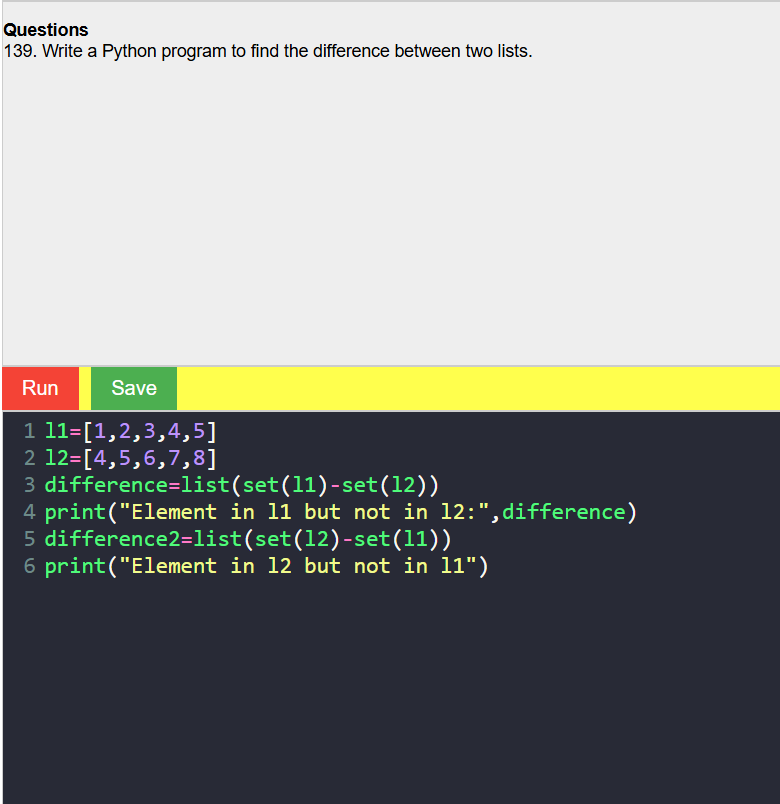 Questions
139. Write a Python program to find the difference between two lists.
Run Save
1 l1=[1,2,3,4,5]
2 l2=[4,5,6,7,8]
3 difference=list(set(l1)-set(l2))
4 print("Element in l1 but not in l2:",difference)
5 difference2=list(set(l2)-set(l1))
6 print("Element in l2 but not in l1")